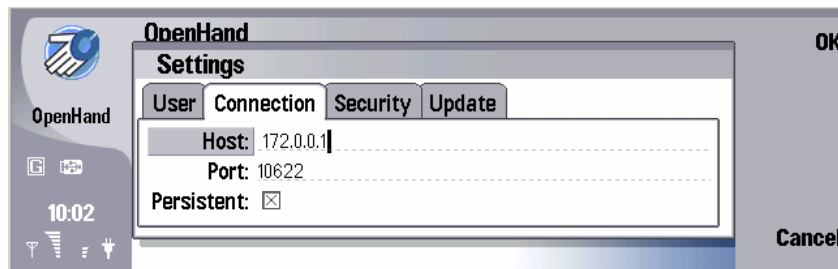 OpenHand
Settings
User Connection Security Update
Host: 172.0.0.1
Port: 10622
Persistent:
OpenHand
G
10:02
OK
Cancel